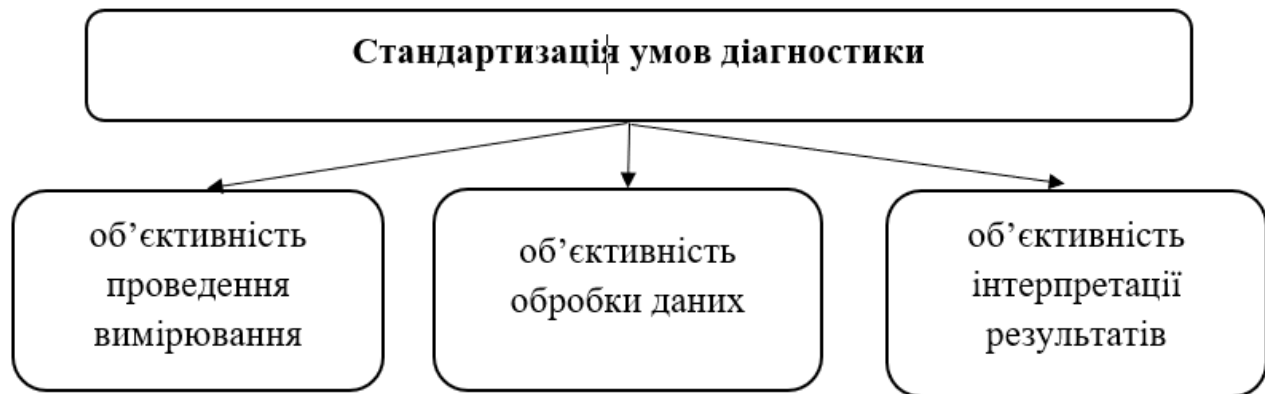 Стандартизація умов діагностики
об’єктивність
проведення
вимірювання
об’єктивність
обробки даних
об’єктивність
інтерпретації
результатів